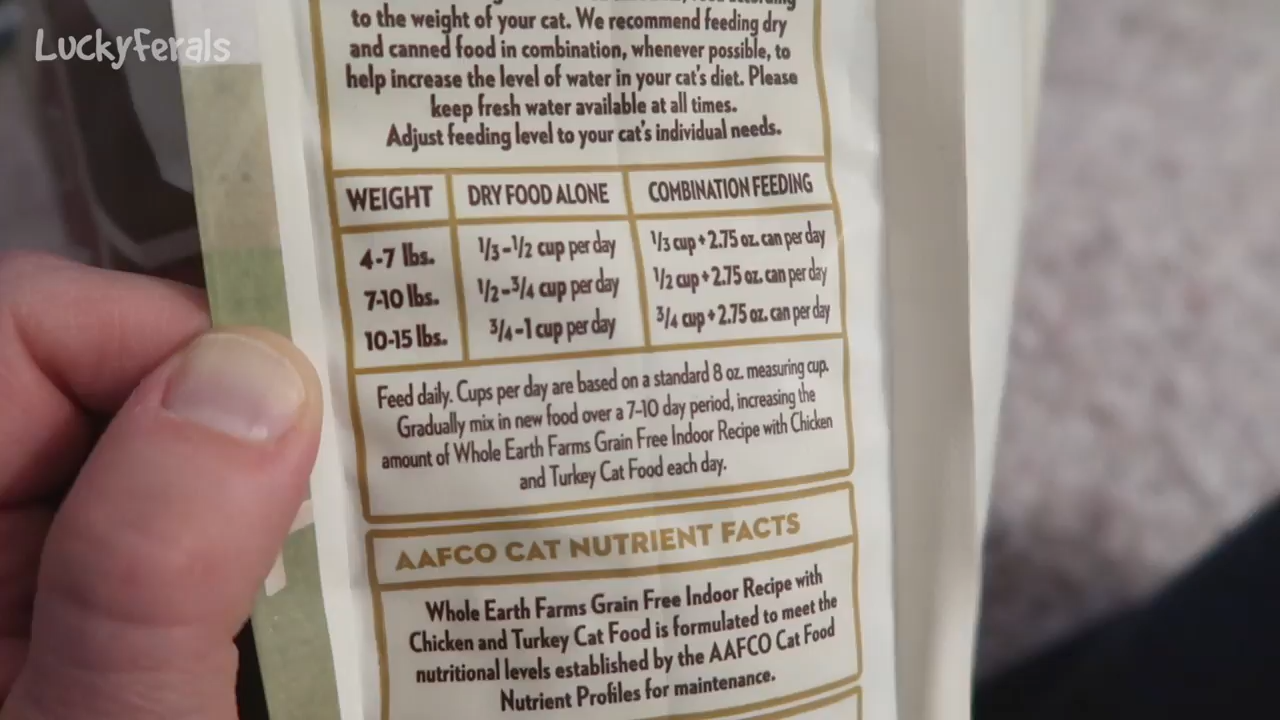 LuckyFerals
to the weight of your cat. We recommend feeding dry
and canned food in combination, whenever possible, to
help increase the level of water in your cat's diet. Please
keep fresh water available at all times.
Adjust feeding level to your cat's individual needs.
WEIGHT DRY FOOD ALONE COMBINATION FEEDING
4-7 lbs. 1/3-1/2 cup per day 1/3 cup + 2.75 oz. can per day
7-10 lbs. 1/2-3/4 cup per day 1/2 cup + 2.75 oz. can per day
10-15 lbs. 3/4-1 cup per day 3/4 cup + 2.75 oz. can per day
Feed daily. Cups per day are based on a standard 8 oz. measuring cup.
Gradually mix in new food over a 7-10 day period, increasing the
amount of Whole Earth Farms Grain Free Indoor Recipe with Chicken
and Turkey Cat Food each day.
AAFCO CAT NUTRIENT FACTS
Whole Earth Farms Grain Free Indoor Recipe with
Chicken and Turkey Cat Food is formulated to meet the
nutritional levels established by the AAFCO Cat Food
Nutrient Profiles for maintenance.